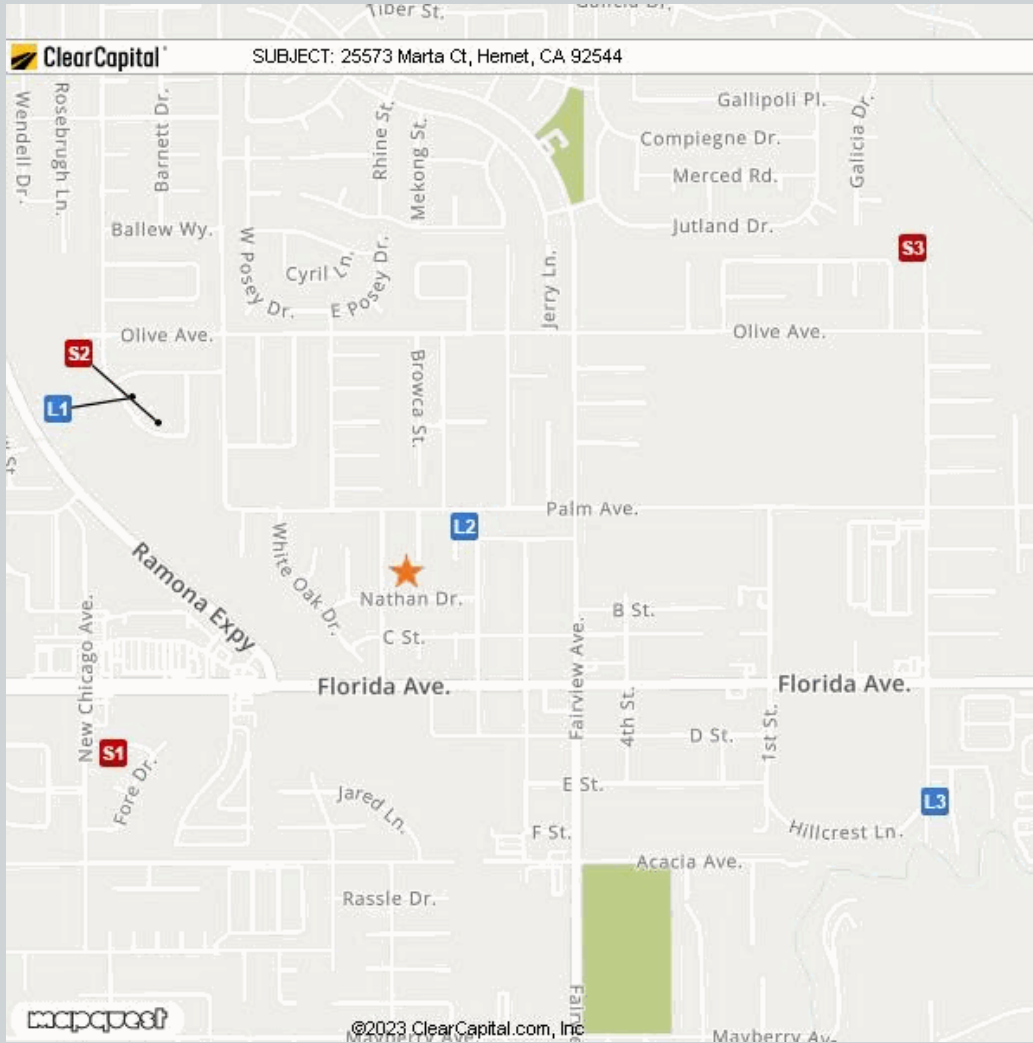 Tiber St.
ClearCapital
SUBJECT: 25573 Marta Ct, Hemet, CA 92544
Wendell Dr.
Rosebrugh Ln.
Barnett Dr.
Rhine St.
Mekong St.
Gallipoli Pl.
Compiegne Dr.
Merced Rd.
Galicia Dr.
Jutland Dr.
Ballew Wy.
W Posey Dr.
Cyril Ln.
E Posey Dr.
Jerry Ln.
S3
Olive Ave.
Olive Ave.
S2
L1
Browca St.
Palm Ave.
L2
White Oak Dr.
Ramona Expy
Nathan Dr.
B St.
C St.
New Chicago Ave.
Fairview Ave.
Florida Ave.
Florida Ave.
4th St.
D St.
1st St.
S1
Fore Dr.
E St.
Jared Ln.
L3
F St.
Hillcrest Ln.
Acacia Ave.
Rassle Dr.
mapquest
©2023 ClearCapital.com, Inc
Mayberry Ave.